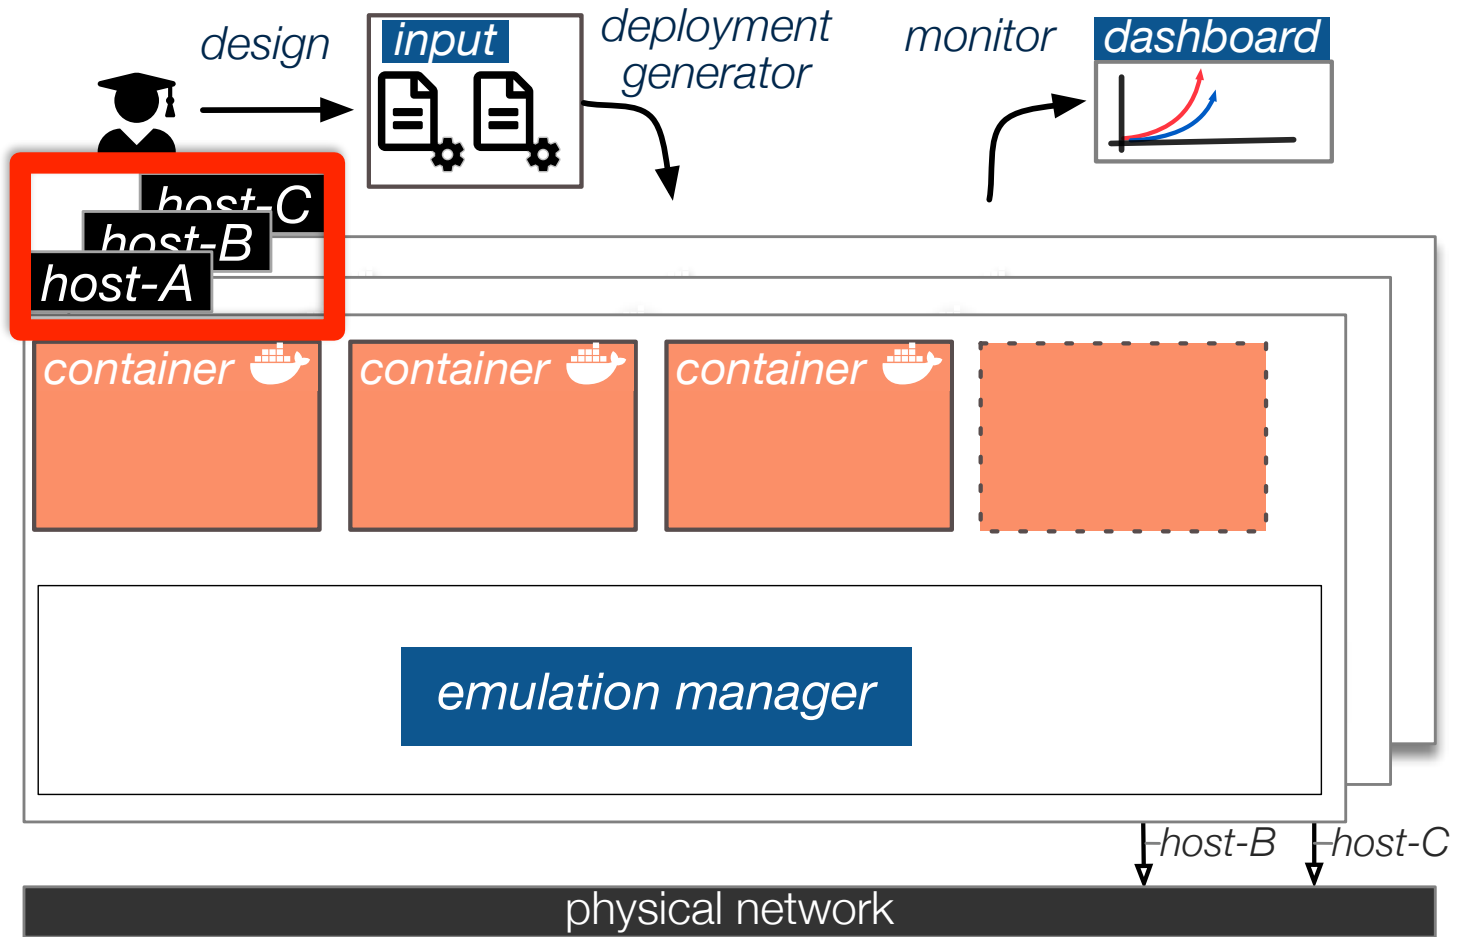 design
input
deployment
generator
monitor
dashboard
host-C
host-B
host-A
container
container
container
emulation manager
host-B
host-C
physical network